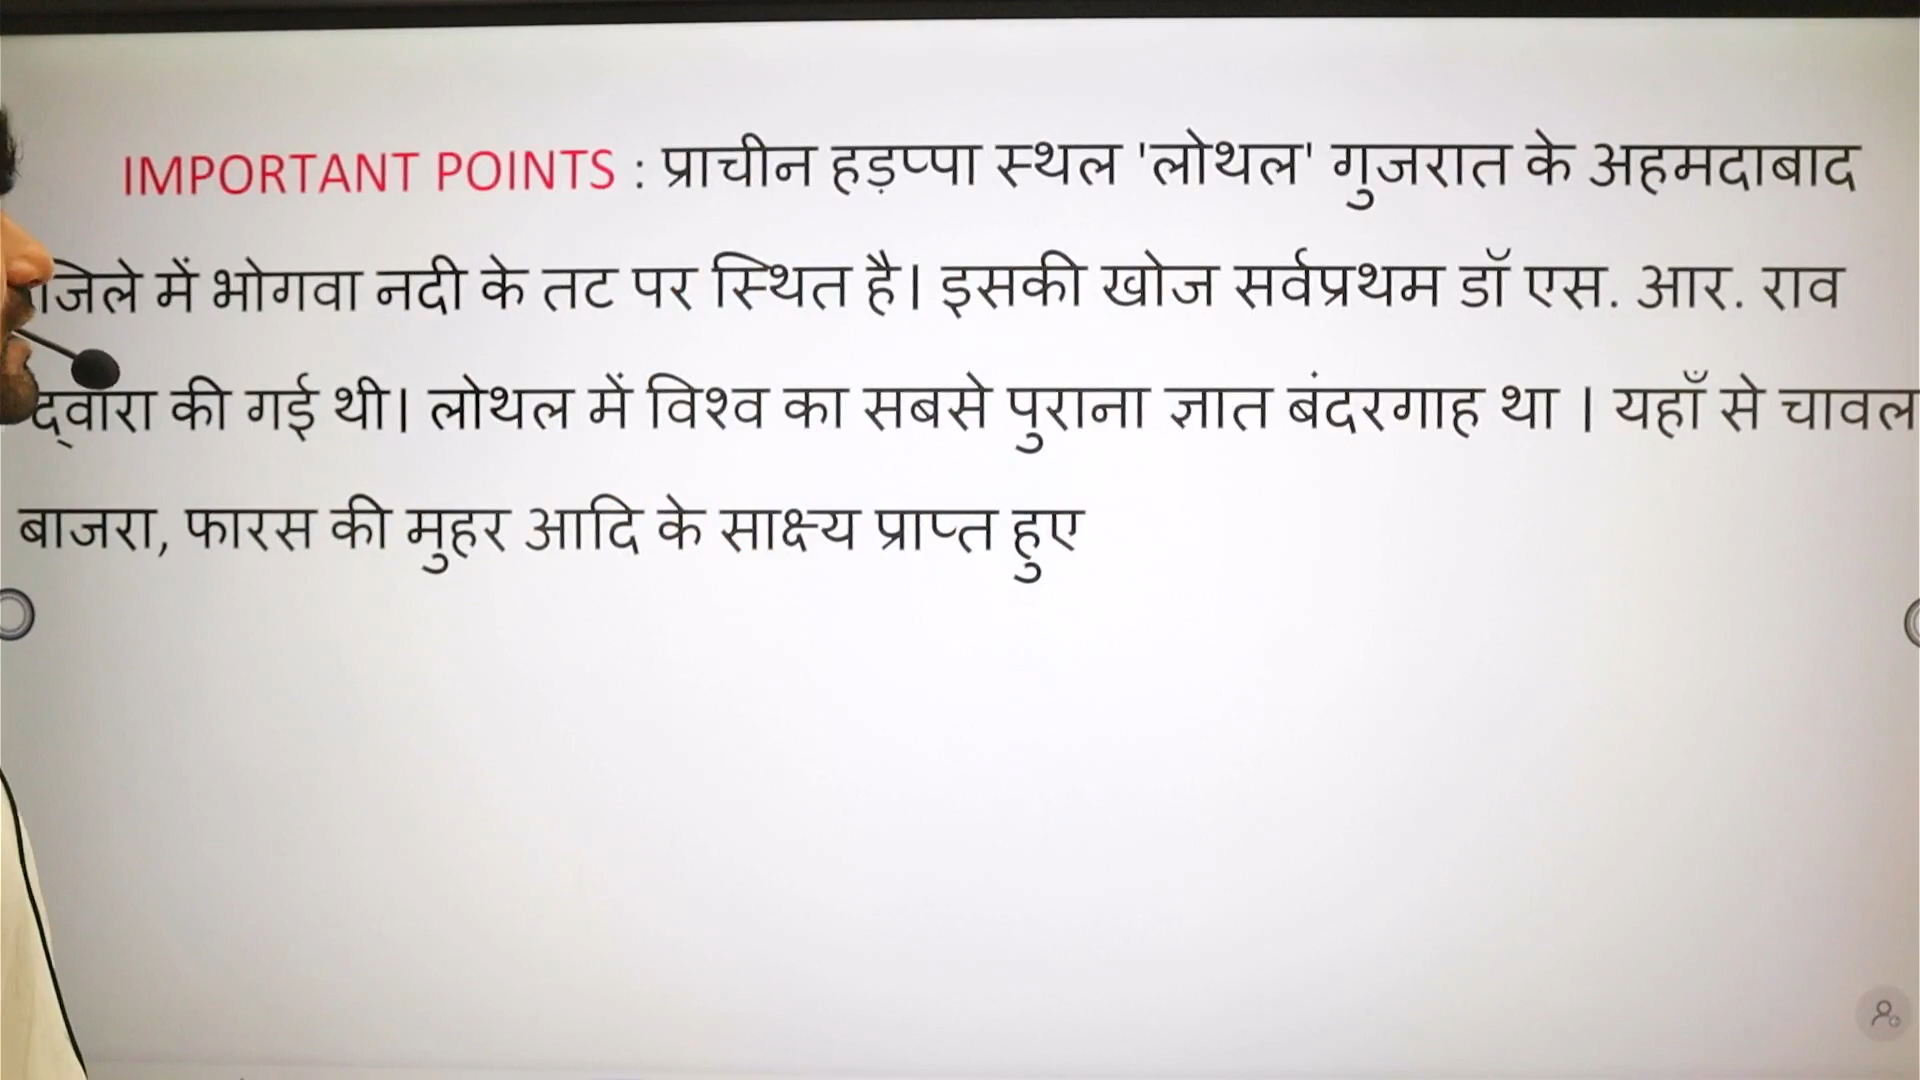 IMPORTANT POINTS : प्राचीन हड़प्पा स्थल 'लोथल' गुजरात के अहमदाबाद
जिले में भोगवा नदी के तट पर स्थित है। इसकी खोज सर्वप्रथम डॉ एस. आर. राव
द्वारा की गई थी। लोथल में विश्व का सबसे पुराना ज्ञात बंदरगाह था । यहाँ से चावल
बाजरा, फारस की मुहर आदि के साक्ष्य प्राप्त हुए